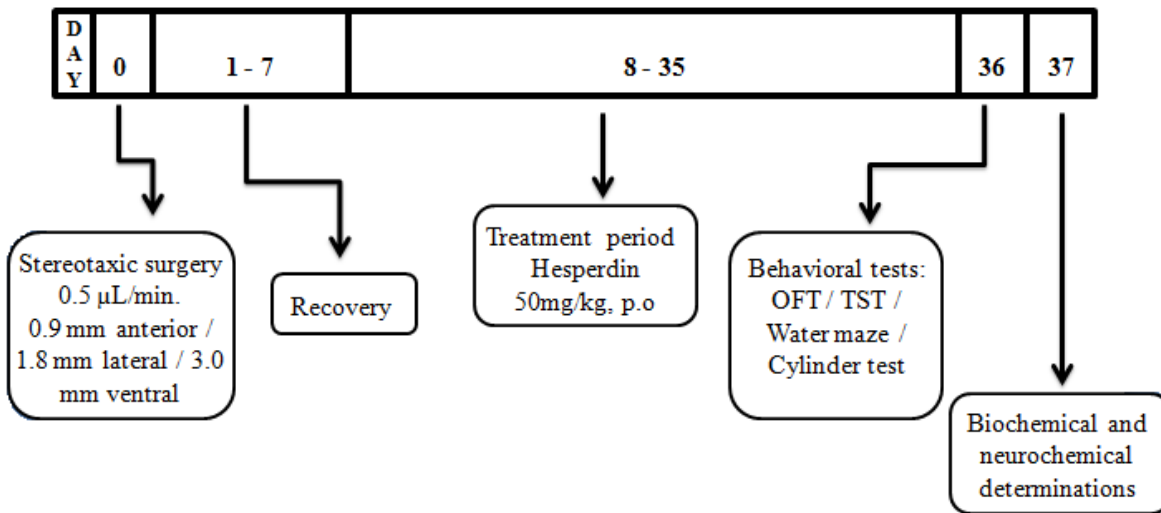 DAY
0
1 - 7
8 - 35
36
37
Stereotaxic surgery
0.5 μL/min.
0.9 mm anterior /
1.8 mm lateral / 3.0
mm ventral
Recovery
Treatment period
Hesperdin
50mg/kg, p.o
Behavioral tests:
OFT / TST /
Water maze /
Cylinder test
Biochemical and
neurochemical
determinations